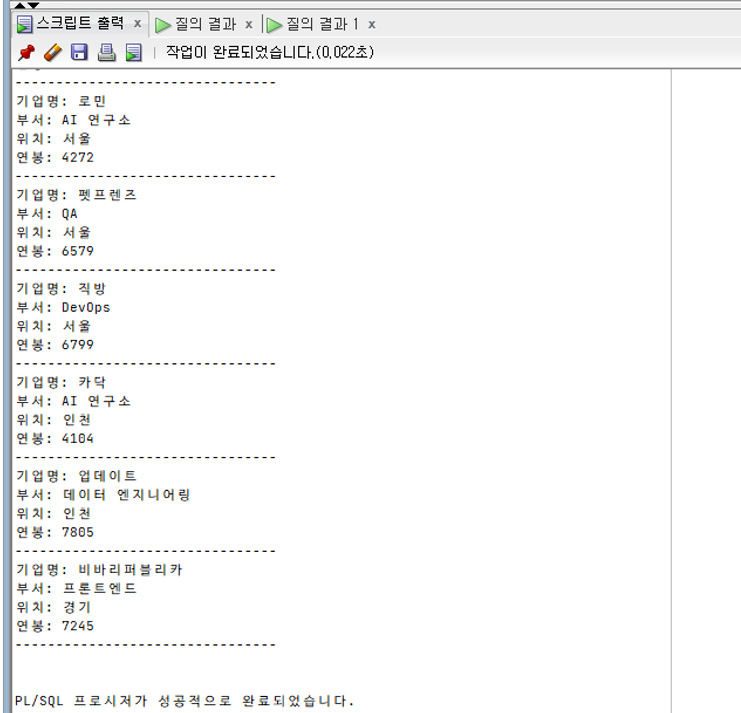 스크립트 출력 x 질의 결과 x 질의 결과 1 x
작업이 완료되었습니다.(0,022초)
---------------------------------
기업명: 로민
부서: AI 연구소
위치: 서울
연봉: 4272
---------------------------------
기업명: 펫프렌즈
부서: QA
위치: 서울
연봉: 6579
---------------------------------
기업명: 직방
부서: DevOps
위치: 서울
연봉: 6799
---------------------------------
기업명: 카닥
부서: AI 연구소
위치: 인천
연봉: 4104
---------------------------------
기업명: 업데이트
부서: 데이터 엔지니어링
위치: 인천
연봉: 7805
---------------------------------
기업명: 비바리퍼블리카
부서: 프론트엔드
위치: 경기
연봉: 7245
---------------------------------
PL/SQL 프로시저가 성공적으로 완료되었습니다.